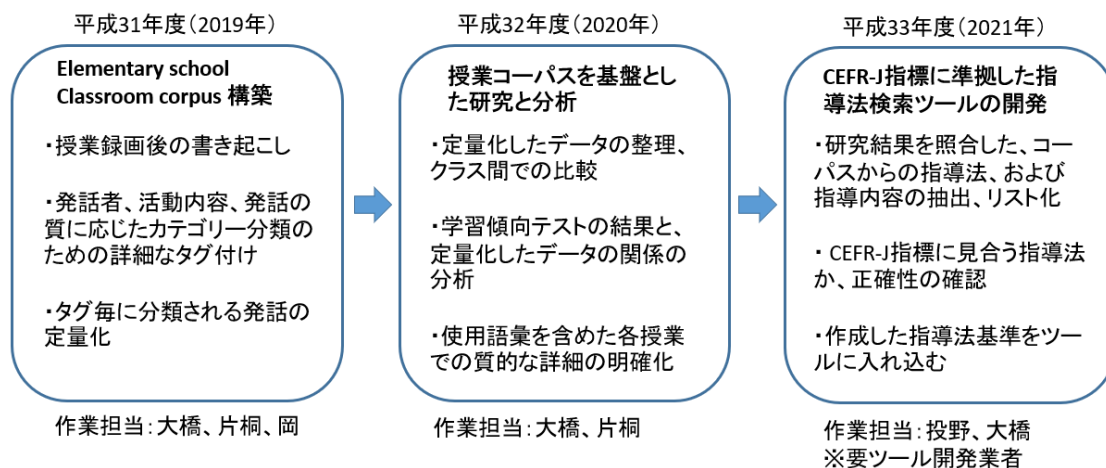 平成31年度（2019年）
Elementary school
Classroom corpus 構築
・授業録画後の書き起こし
・発話者、活動内容、発話の
質に応じたカテゴリー分類の
ための詳細なタグ付け
・タグ毎に分類される発話の
定量化
作業担当：大橋、片桐、岡
平成32年度（2020年）
授業コーパスを基盤とし
た研究と分析
・定量化したデータの整理、
クラス間での比較
・学習傾向テストの結果と、
定量化したデータの関係の
分析
・使用語彙を含めた各授業
での質的な詳細の明確化
作業担当：大橋、片桐
平成33年度（2021年）
CEFR-J指標に準拠した指
導法検索ツールの開発
・研究結果を照合した、コー
パスからの指導法、および
指導内容の抽出、リスト化
・ CEFR-J指標に見合う指導法
か、正確性の確認
・作成した指導法基準をツー
ルに入れ込む
作業担当：投野、大橋
※要ツール開発業者